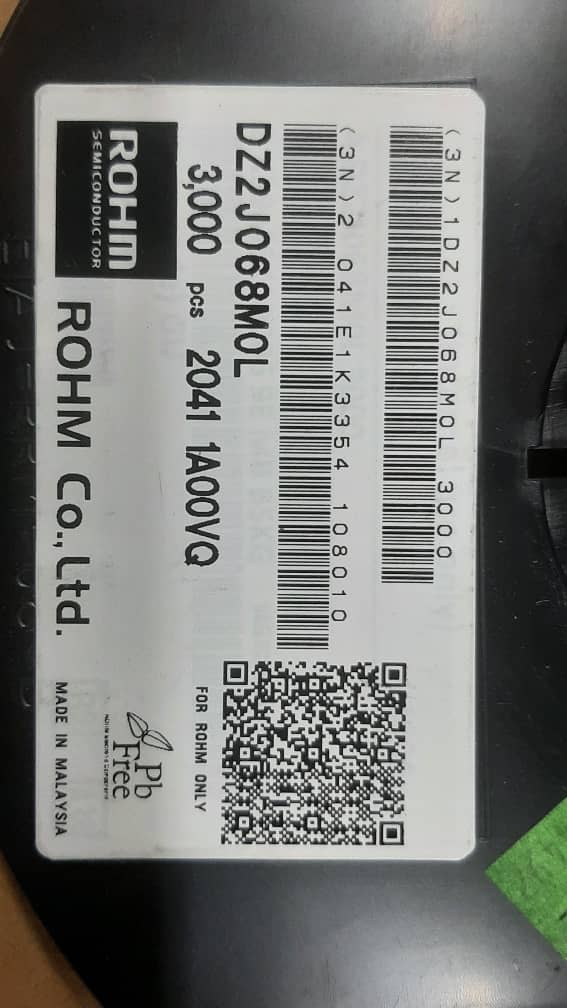 (3N)1DZ2J068M0L 3000
(3N)2 041E1K3354 108010
DZ2J068M0L
3,000 pcs 2041 1A00VQ
FOR ROHM ONLY
ROHM
SEMICONDUCTOR
ROHM Co., Ltd.
Pb
Free
MADE IN MALAYSIA